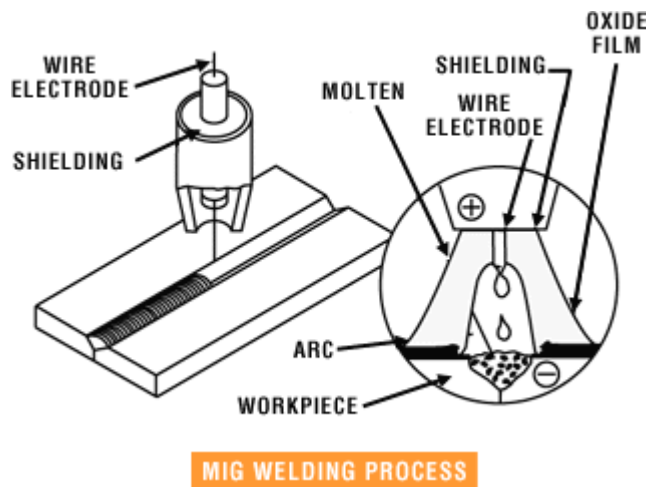 WIRE
ELECTRODE
SHIELDING
OXIDE
FILM
SHIELDING
MOLTEN
WIRE
ELECTRODE
+
ARC
WORKPIECE
−
MIG WELDING PROCESS